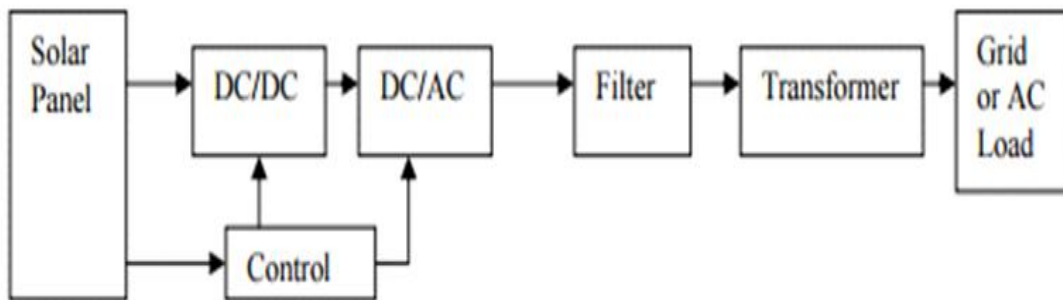 Solar
Panel
DC/DC
DC/AC
Filter
Transformer
Grid
or AC
Load
Control